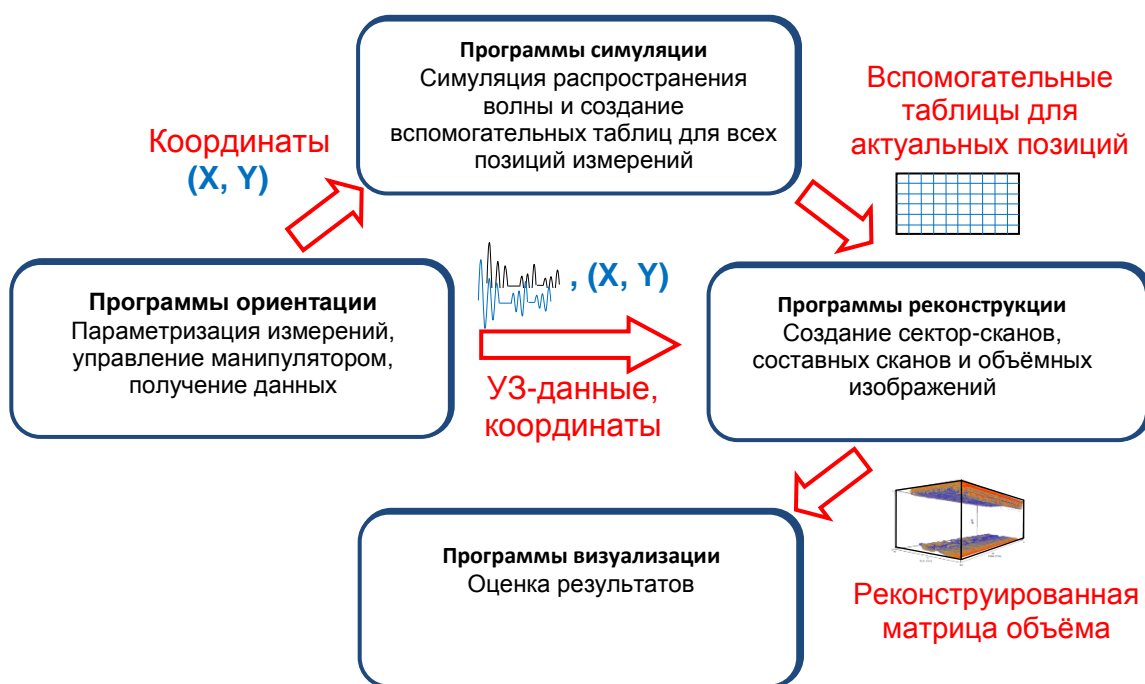 Программы симуляции
Симуляция распространения
волны и создание
вспомогательных таблиц для всех
позиций измерений
Вспомогательные
таблицы для
актуальных позиций
Координаты
(X, Y)
Программы ориентации
Параметризация измерений,
управление манипулятором,
получение данных
, (X, Y)
УЗ-данные,
координаты
Программы реконструкции
Создание сектор-сканов,
составных сканов и объёмных
изображений
Программы визуализации
Оценка результатов
Реконструированная
матрица объёма